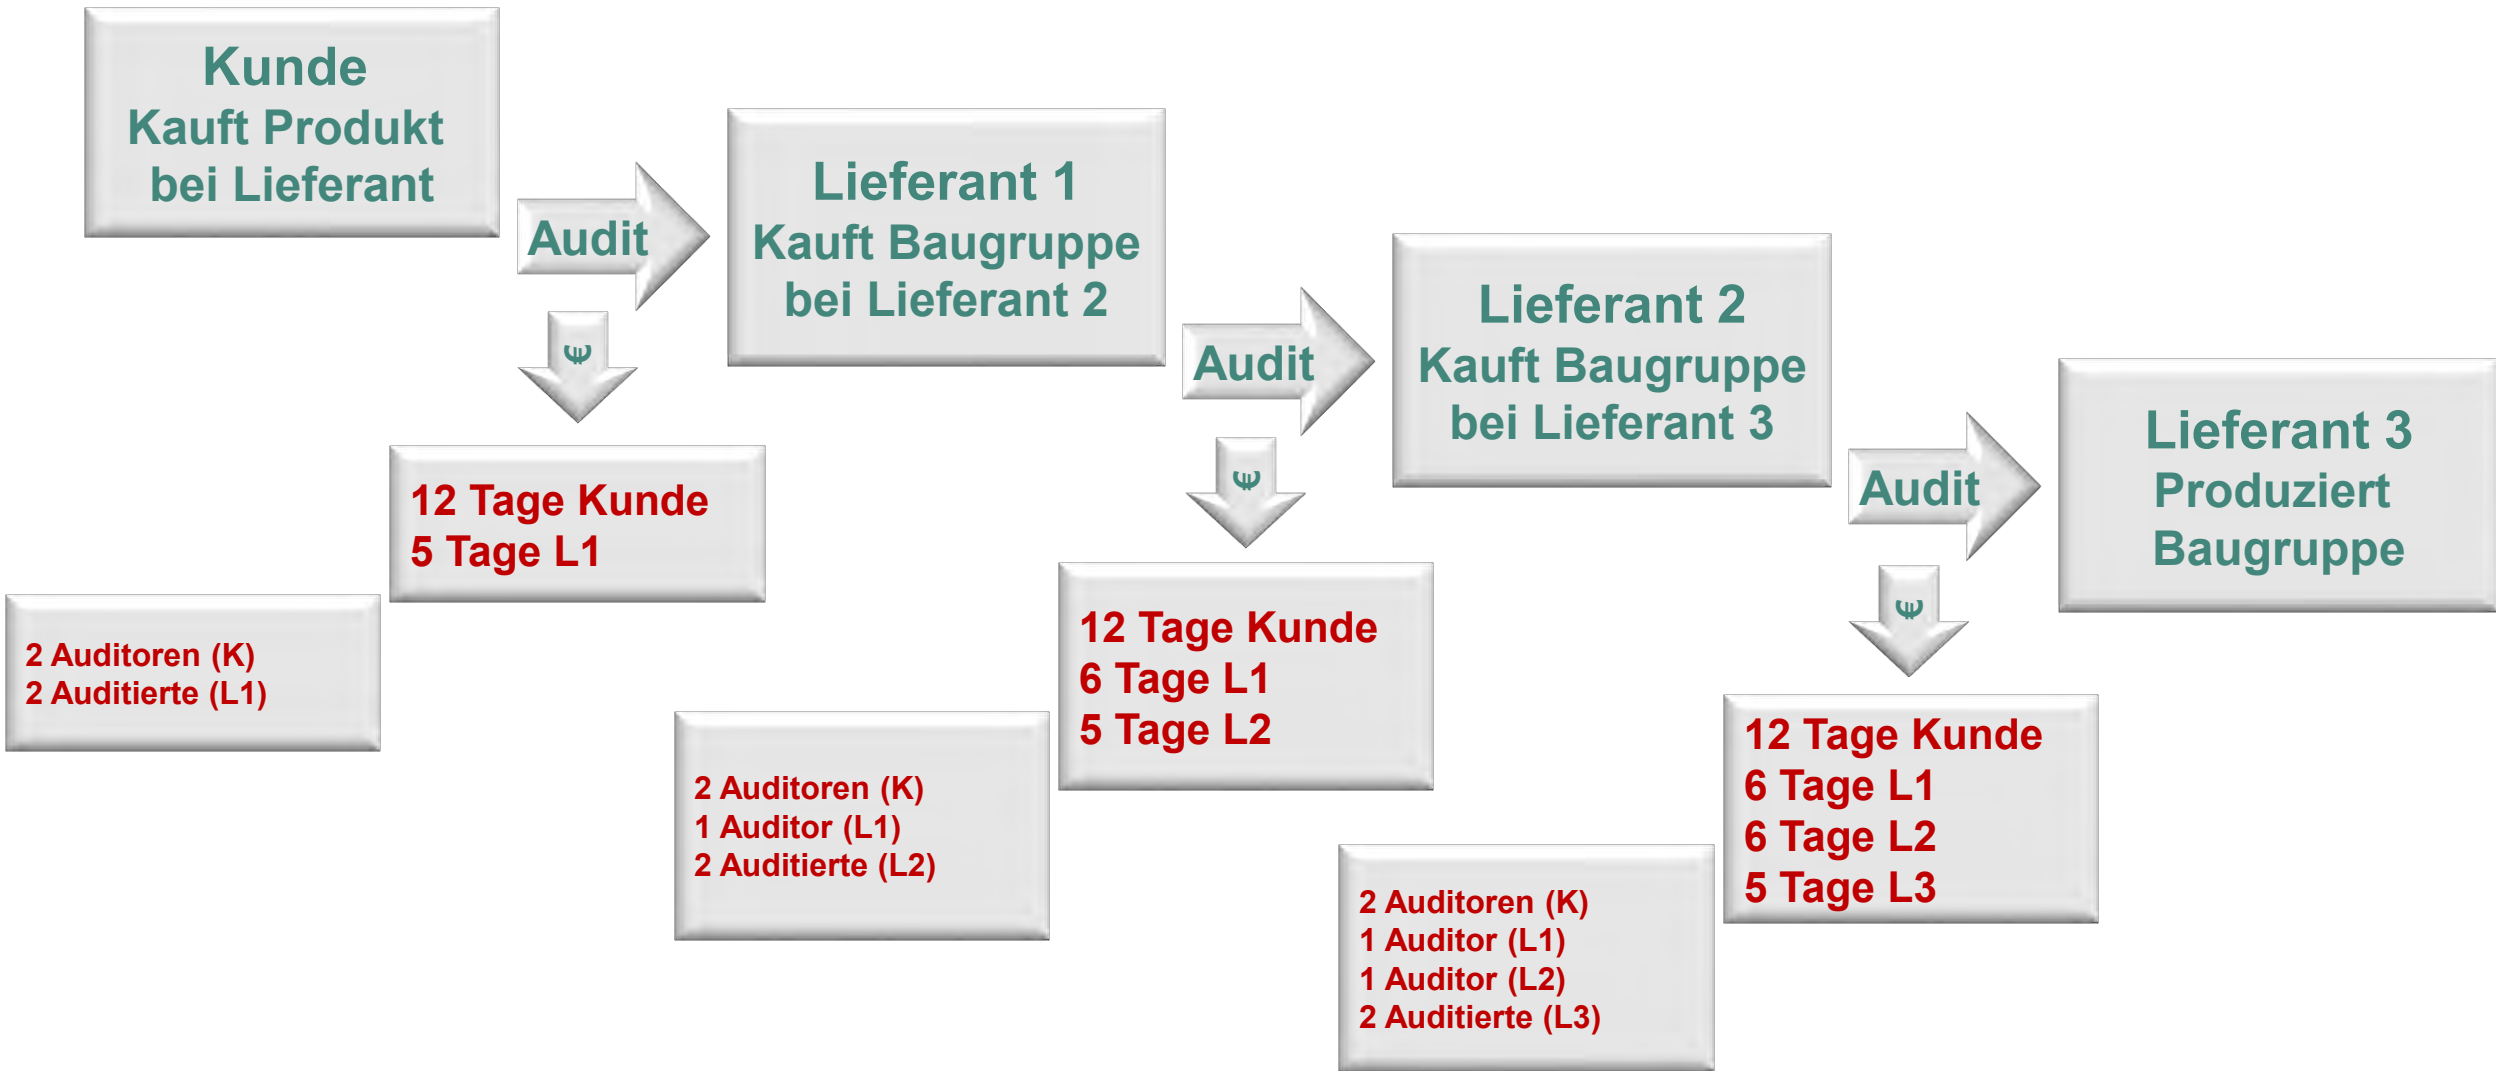 Kunde
Kauft Produkt
bei Lieferant
Audit
€
12 Tage Kunde
5 Tage L1
2 Auditoren (K)
2 Auditierte (L1)
Lieferant 1
Kauft Baugruppe
bei Lieferant 2
Audit
€
12 Tage Kunde
6 Tage L1
5 Tage L2
2 Auditoren (K)
1 Auditor (L1)
2 Auditierte (L2)
Lieferant 2
Kauft Baugruppe
bei Lieferant 3
Audit
€
12 Tage Kunde
6 Tage L1
6 Tage L2
5 Tage L3
2 Auditoren (K)
1 Auditor (L1)
1 Auditor (L2)
2 Auditierte (L3)
Lieferant 3
Produziert
Baugruppe